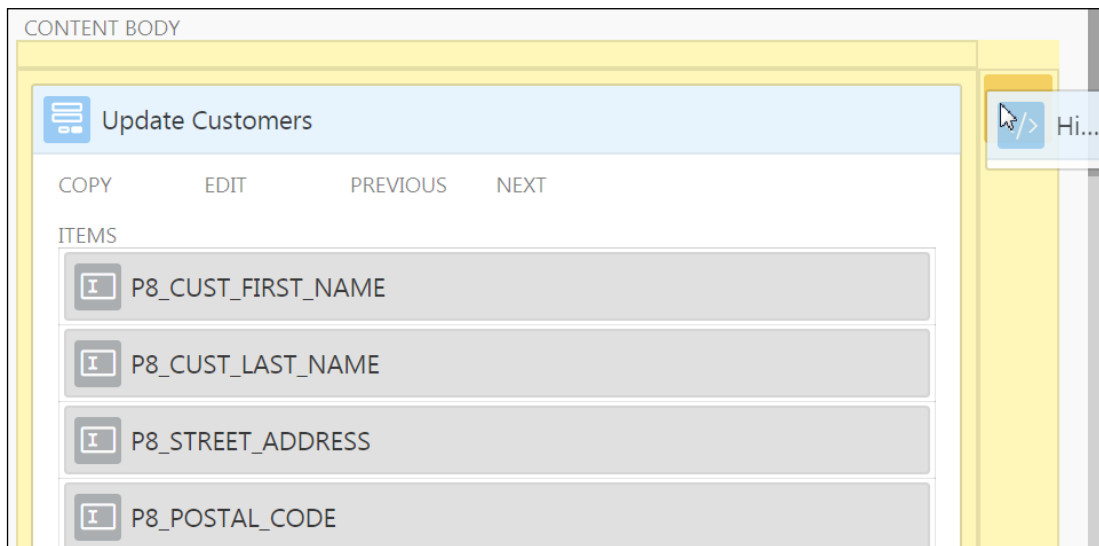 CONTENT BODY
Update Customers
Hi...
COPY EDIT PREVIOUS NEXT
ITEMS
P8_CUST_FIRST_NAME
P8_CUST_LAST_NAME
P8_STREET_ADDRESS
P8_POSTAL_CODE